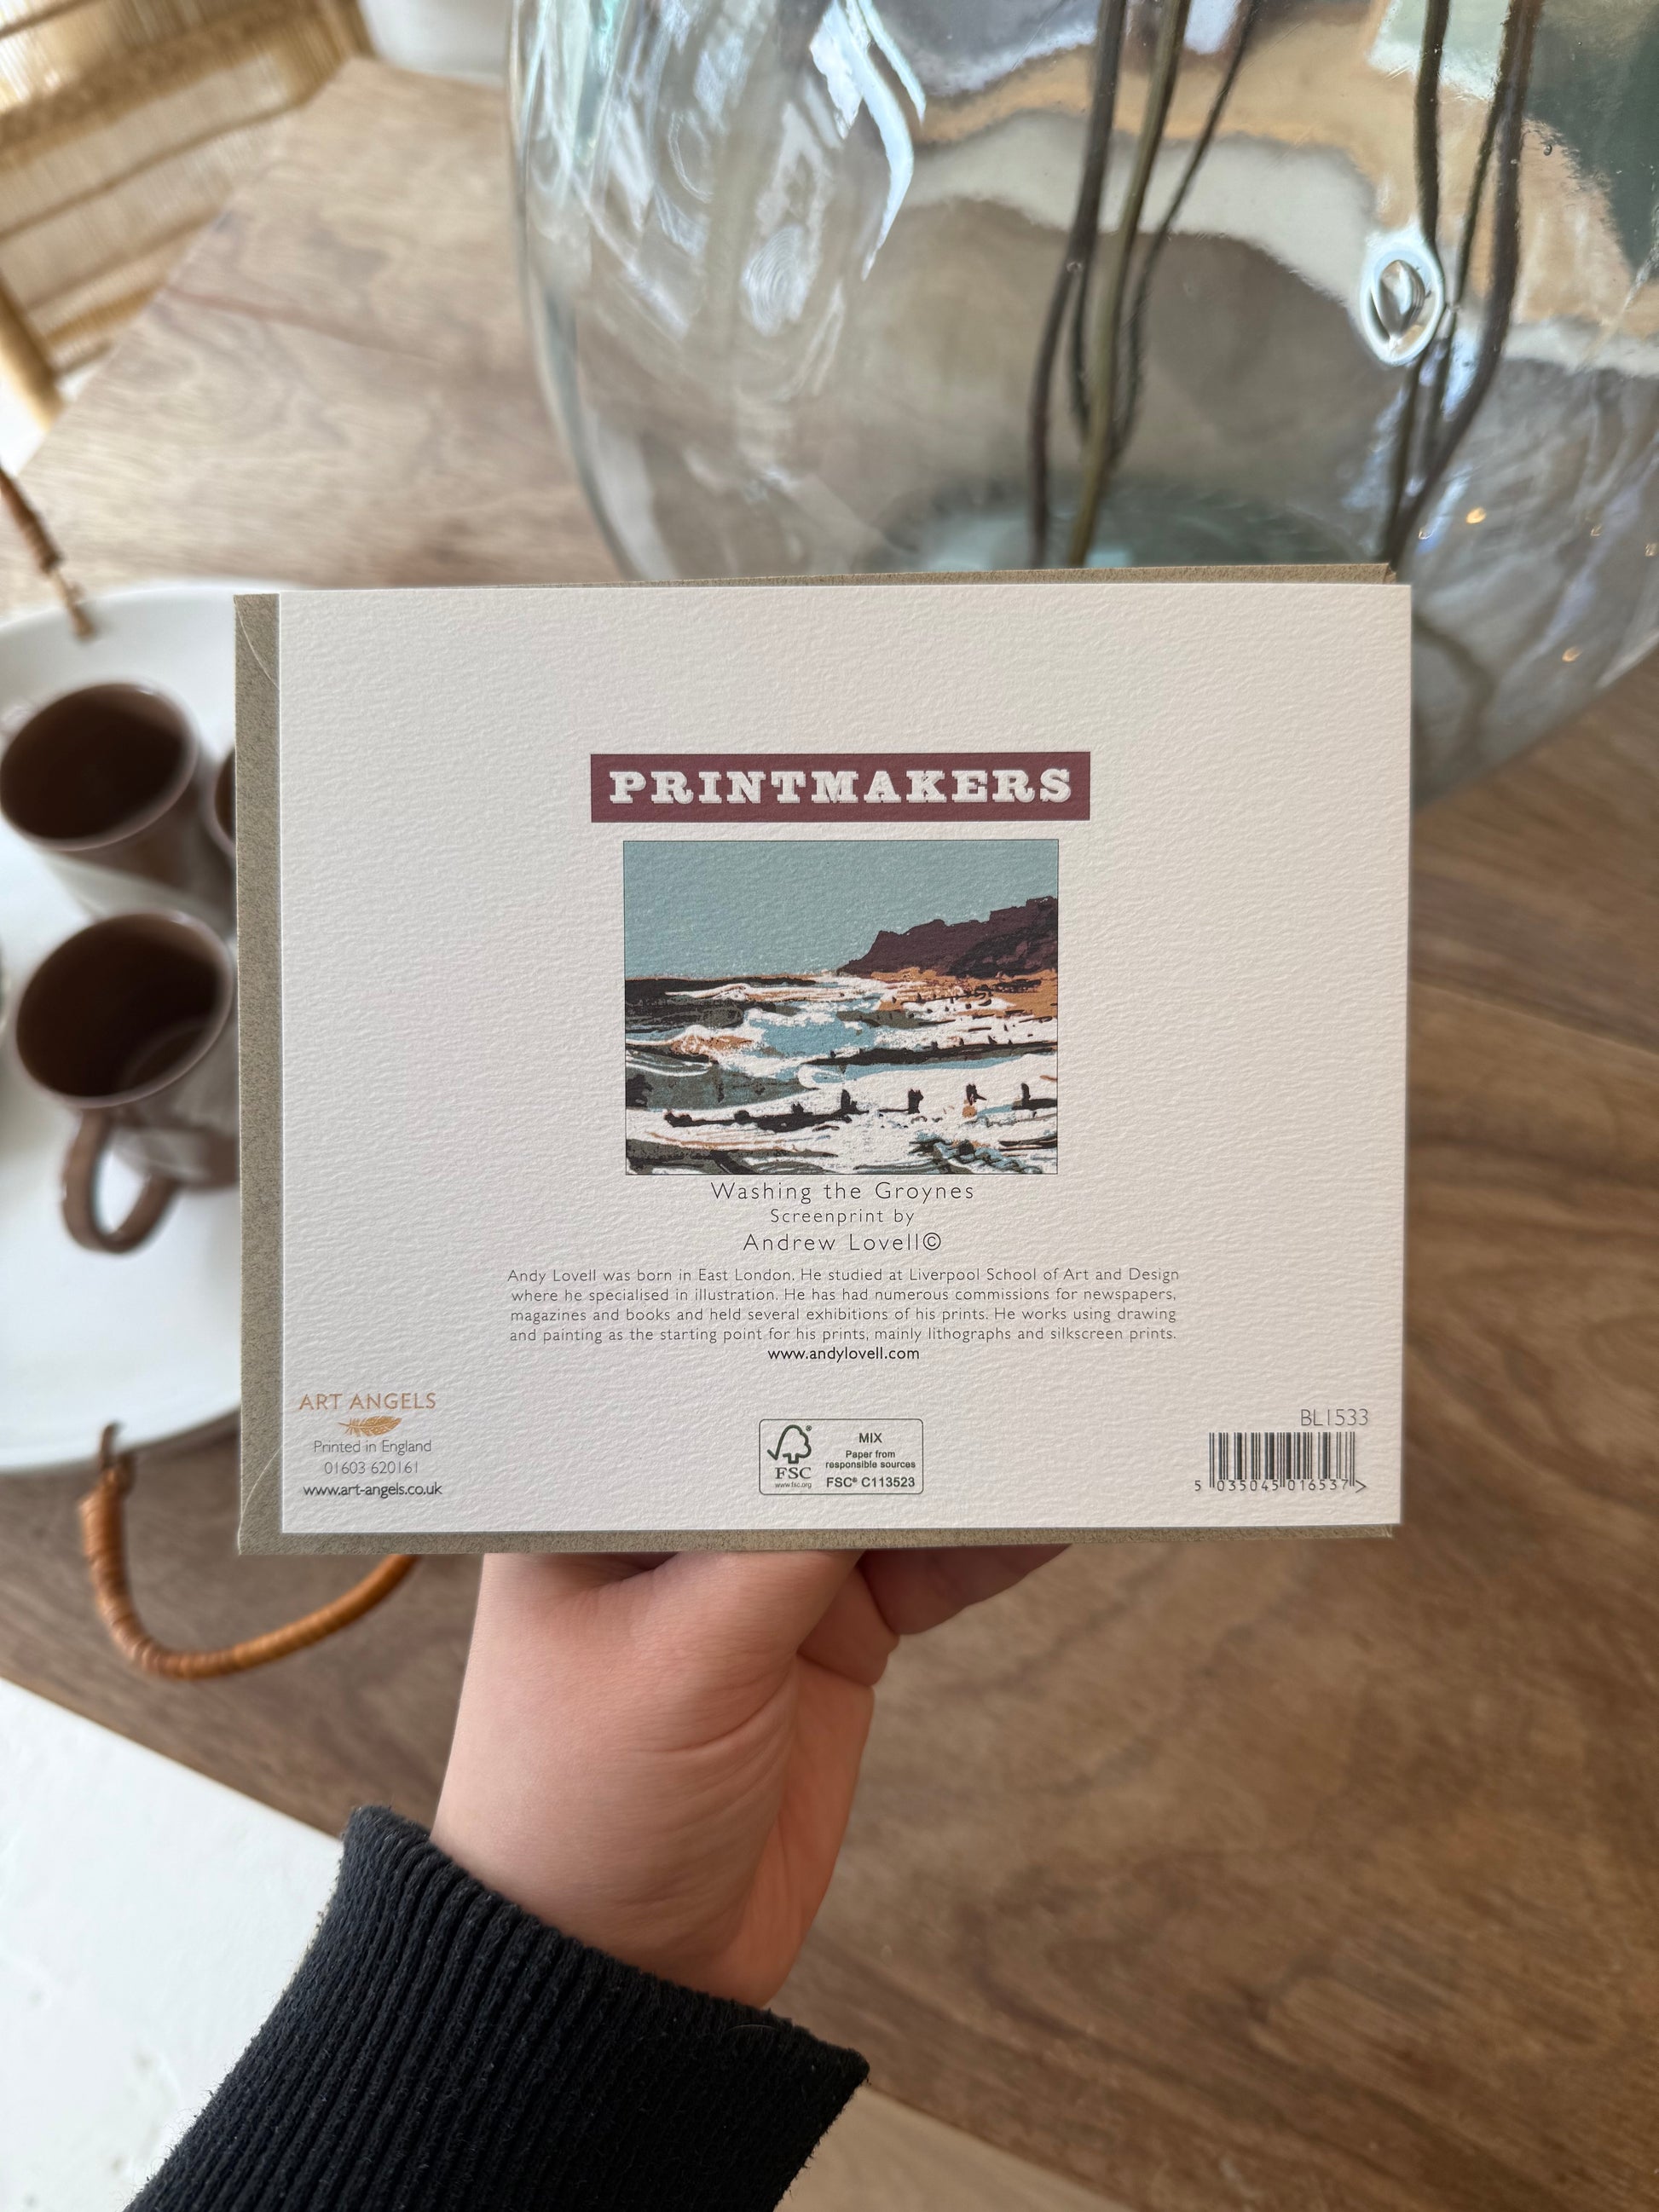 PRINTMAKERS
Washing the Groynes
Screenprint by
Andrew Lovell©
Andy Lovell was born in East London. He studied at Liverpool School of Art and Design
where he specialised in illustration. He has had numerous commissions for newspapers,
magazines and books and held several exhibitions of his prints. He works using drawing
and painting as the starting point for his prints, mainly lithographs and silkscreen prints.
www.andylovell.com
ART ANGELS
Printed in England
01603 620161
www.art-angels.co.uk
FSC
www.fsc.org
MIX
Paper from
responsible sources
FSC® C113523
BL1533
5 035045 016537 >